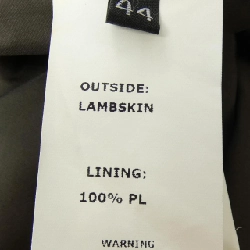 44
OUTSIDE:
LAMBSKIN
LINING:
100% PL
WARNING